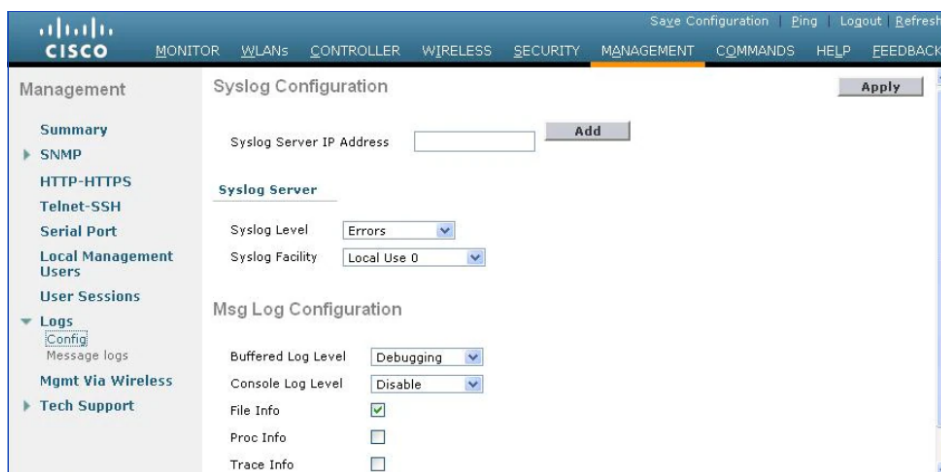 Save Configuration | Ping | Logout | Refresh
CISCO MONITOR WLANs CONTROLLER WIRELESS SECURITY MANAGEMENT COMMANDS HELP FEEDBACK
Management
Summary
SNMP
HTTP-HTTPS
Telnet-SSH
Serial Port
Local Management
Users
User Sessions
Logs
Config
Message logs
Mgmt Via Wireless
Tech Support
Syslog Configuration
Apply
Syslog Server IP Address
Add
Syslog Server
Syslog Level Errors
Syslog Facility Local Use 0
Msg Log Configuration
Buffered Log Level Debugging
Console Log Level Disable
File Info
Proc Info
Trace Info